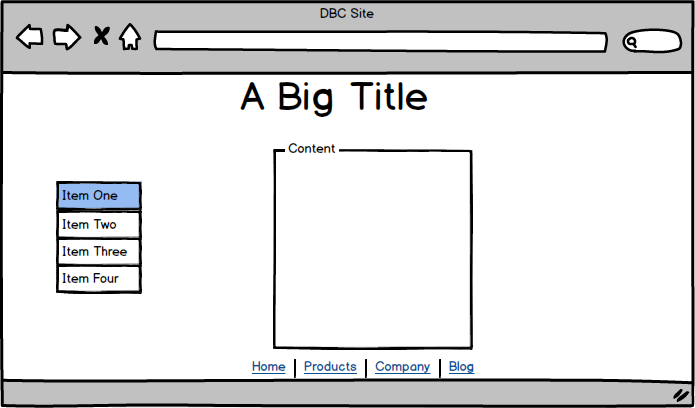 DBC Site
A Big Title
Content
Item One
Item Two
Item Three
Item Four
Home | Products | Company | Blog